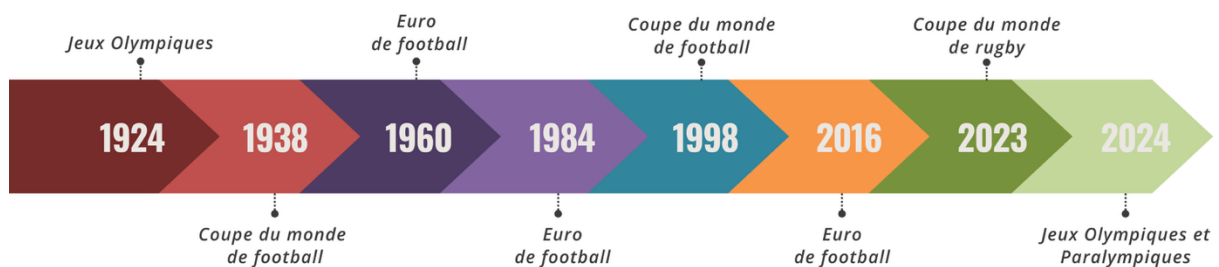 Jeux Olympiques
Euro
de football
Coupe du monde
de football
Coupe du monde
de rugby
1924
1938
1960
1984
1998
2016
2023
2024
Coupe du monde
de football
Euro
de football
Euro
de football
Jeux Olympiques et
Paralympiques